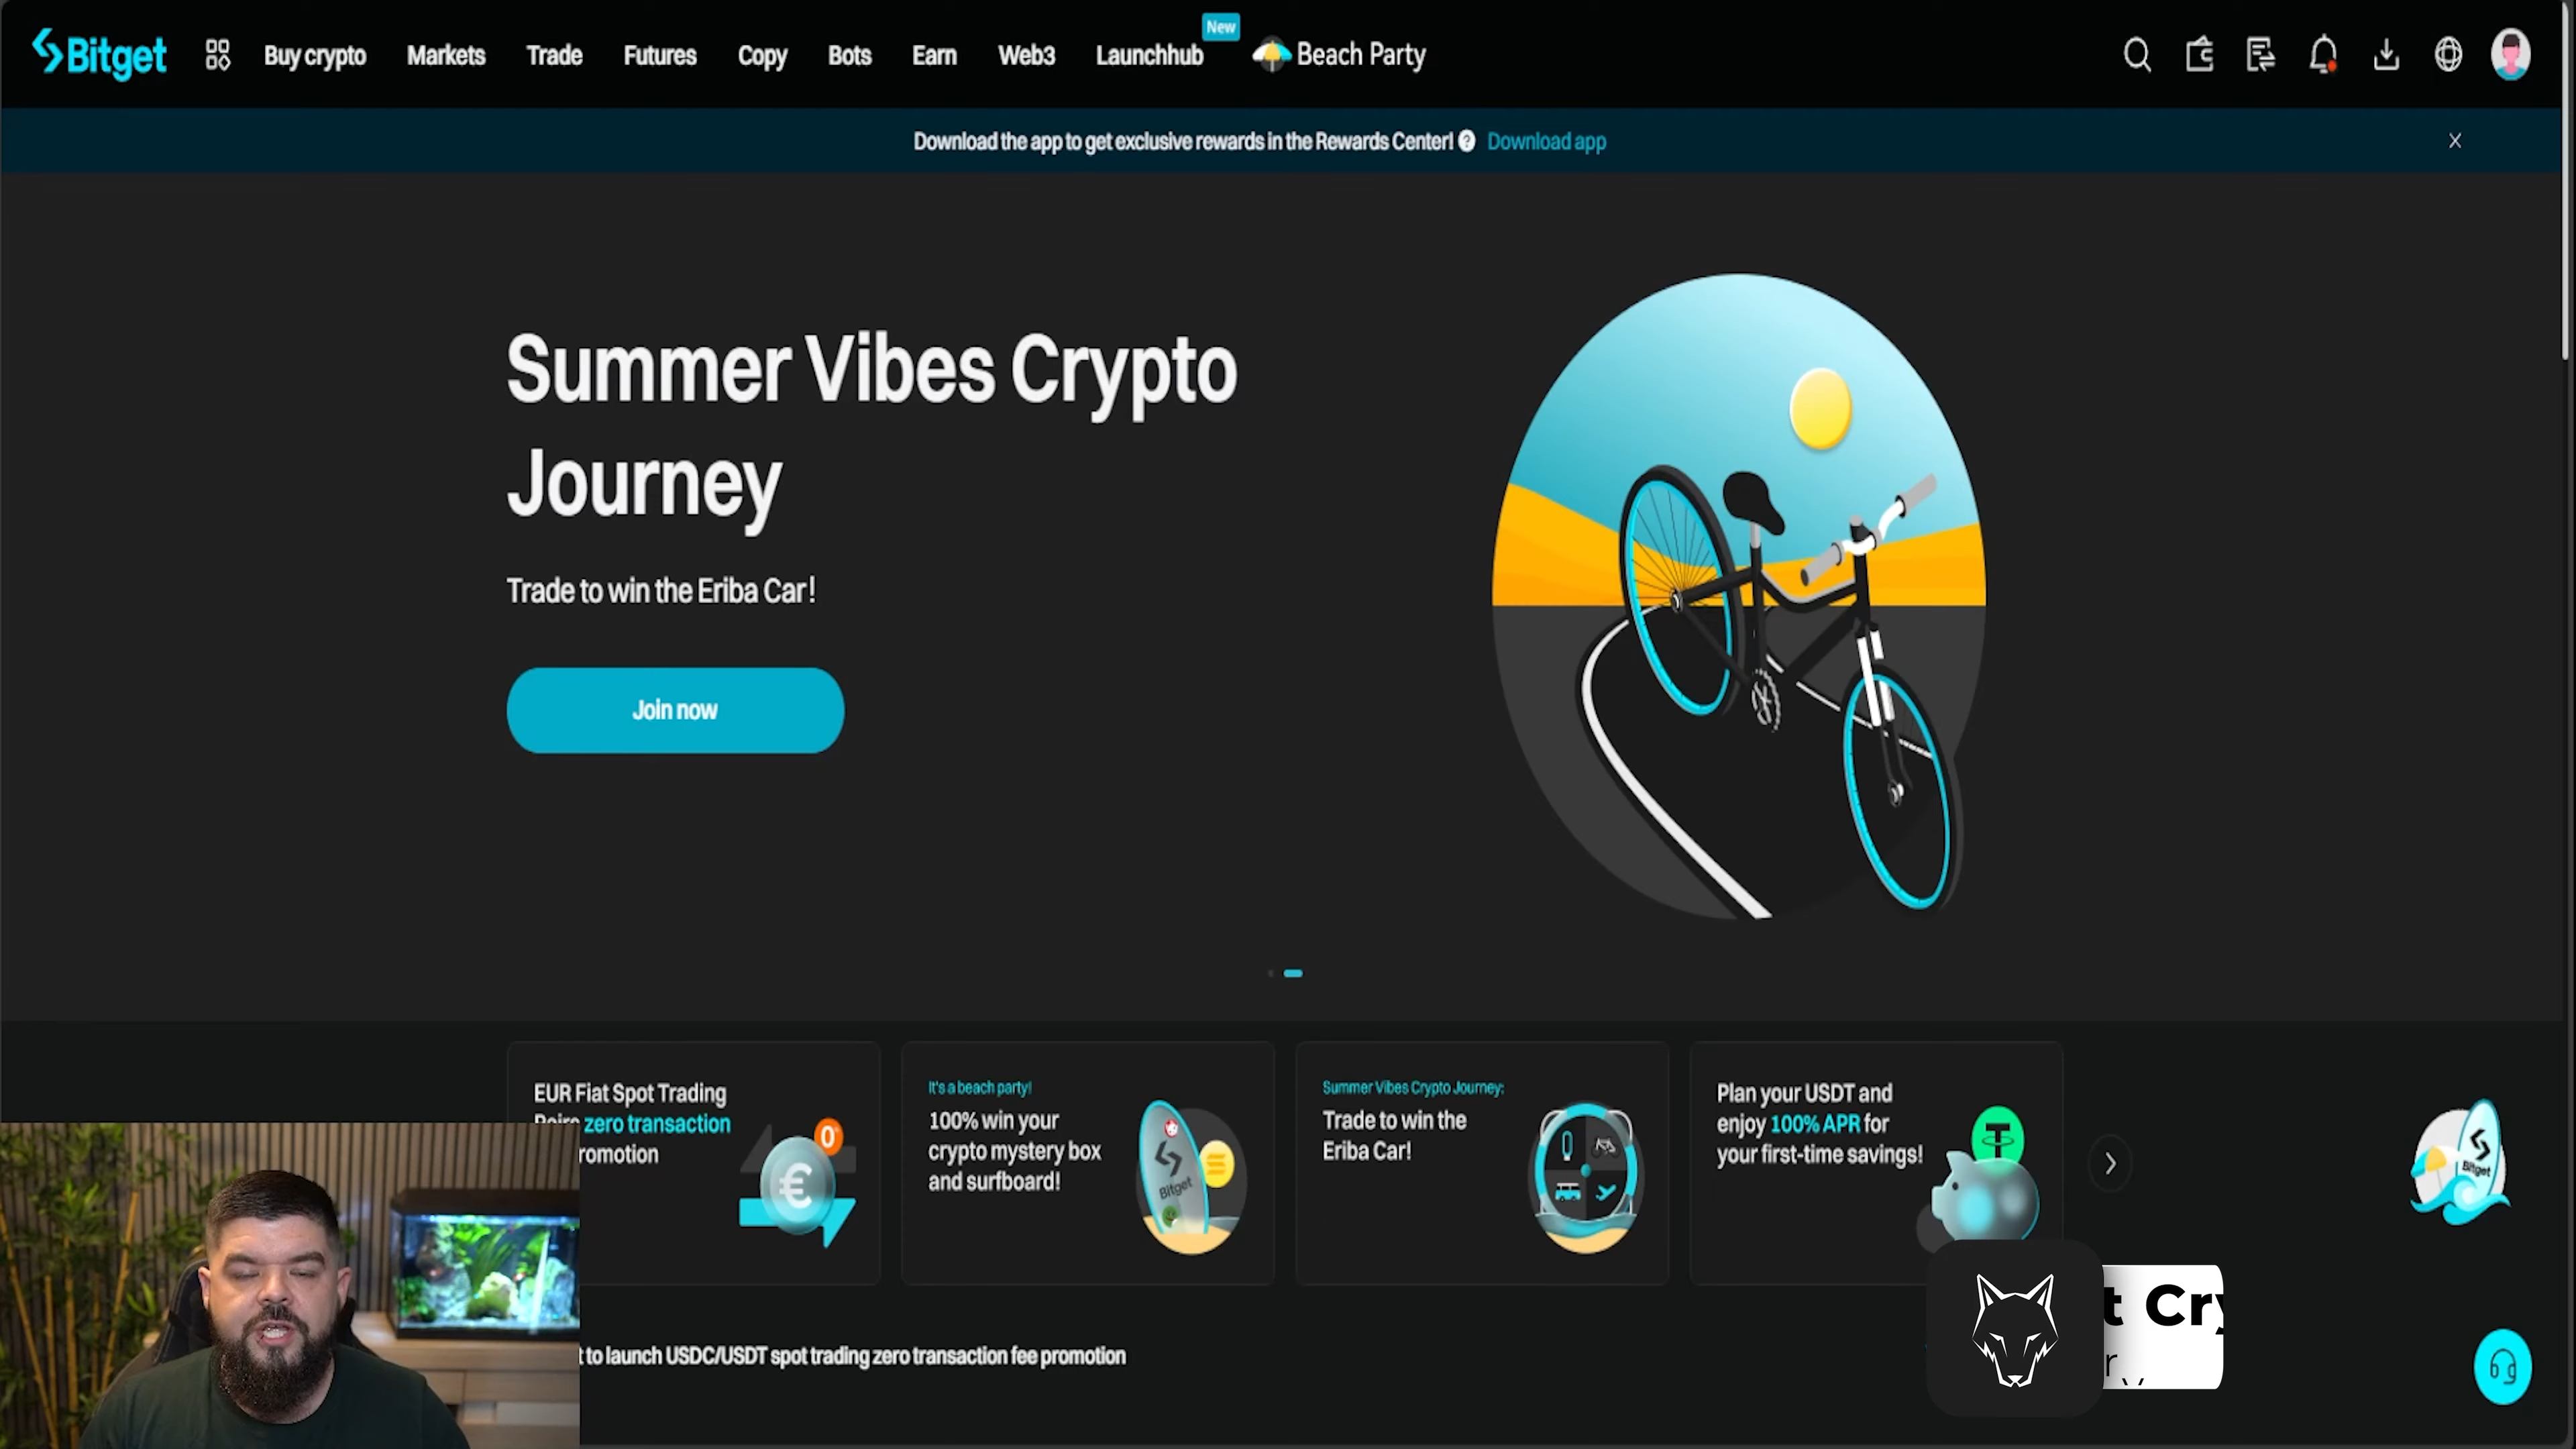 Bitget
Buy crypto
Markets
Trade
Futures
Copy
Bots
Earn
Web3
Launchhub
New
Beach Party
Download the app to get exclusive rewards in the Rewards Center! Download app
Summer Vibes Crypto
Journey
Trade to win the Eriba Car!
Join now
EUR Fiat Spot Trading
zero transaction
It's a beach party!
100% win your
crypto mystery box
and surfboard!
Bitget
Summer Vibes Crypto Journey:
Trade to win the
Eriba Car!
Plan your USDT and
enjoy 100% APR for
your first-time savings!
Bitget
to launch USDC/USDT spot trading zero transaction fee promotion